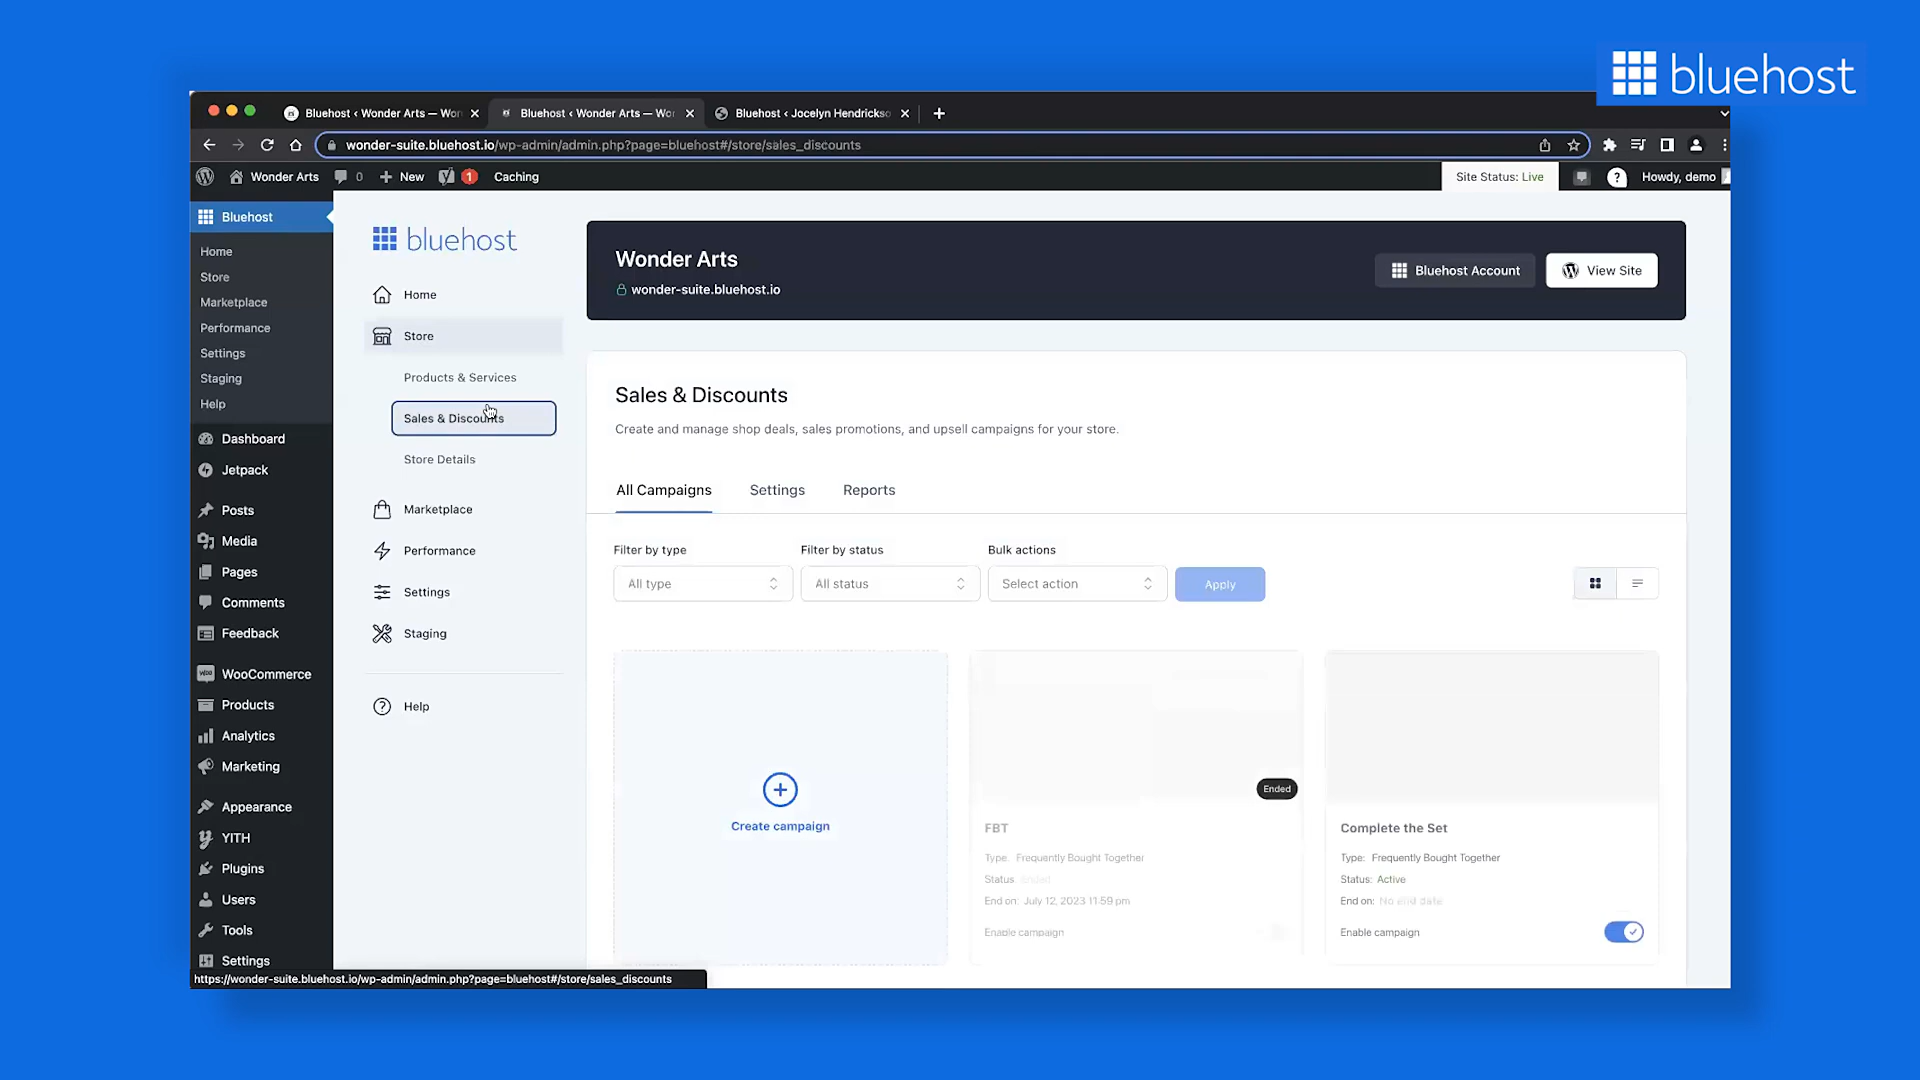 bluehost
Bluehost ‹ Wonder Arts — Wor
Bluehost ‹ Wonder Arts — Wor
Bluehost ‹ Jocelyn Hendrickso
wonder-suite.bluehost.io/wp-admin/admin.php?page=bluehost#/store/sales_discounts
Wonder Arts 0 New 1 Caching Site Status: Live Howdy, demo
Bluehost
Home
Store
Marketplace
Performance
Settings
Staging
Help
Dashboard
Jetpack
Posts
Media
Pages
Comments
Feedback
WooCommerce
Products
Analytics
Marketing
Appearance
YITH
Plugins
Users
Tools
Settings
https://wonder-suite.bluehost.io/wp-admin/admin.php?page=bluehost#/store/sales_discounts
bluehost
Home
Store
Products & Services
Sales & Discounts
Store Details
Marketplace
Performance
Settings
Staging
Help
Wonder Arts
wonder-suite.bluehost.io
Bluehost Account
View Site
Sales & Discounts
Create and manage shop deals, sales promotions, and upsell campaigns for your store.
All Campaigns Settings Reports
Filter by type Filter by status Bulk actions
All type All status Select action Apply
Create campaign
Ended
FBT
Type: Frequently Bought Together
Status: Ended
End on: July 12, 2023 11:59 pm
Enable campaign
Complete the Set
Type: Frequently Bought Together
Status: Active
End on: No end date
Enable campaign